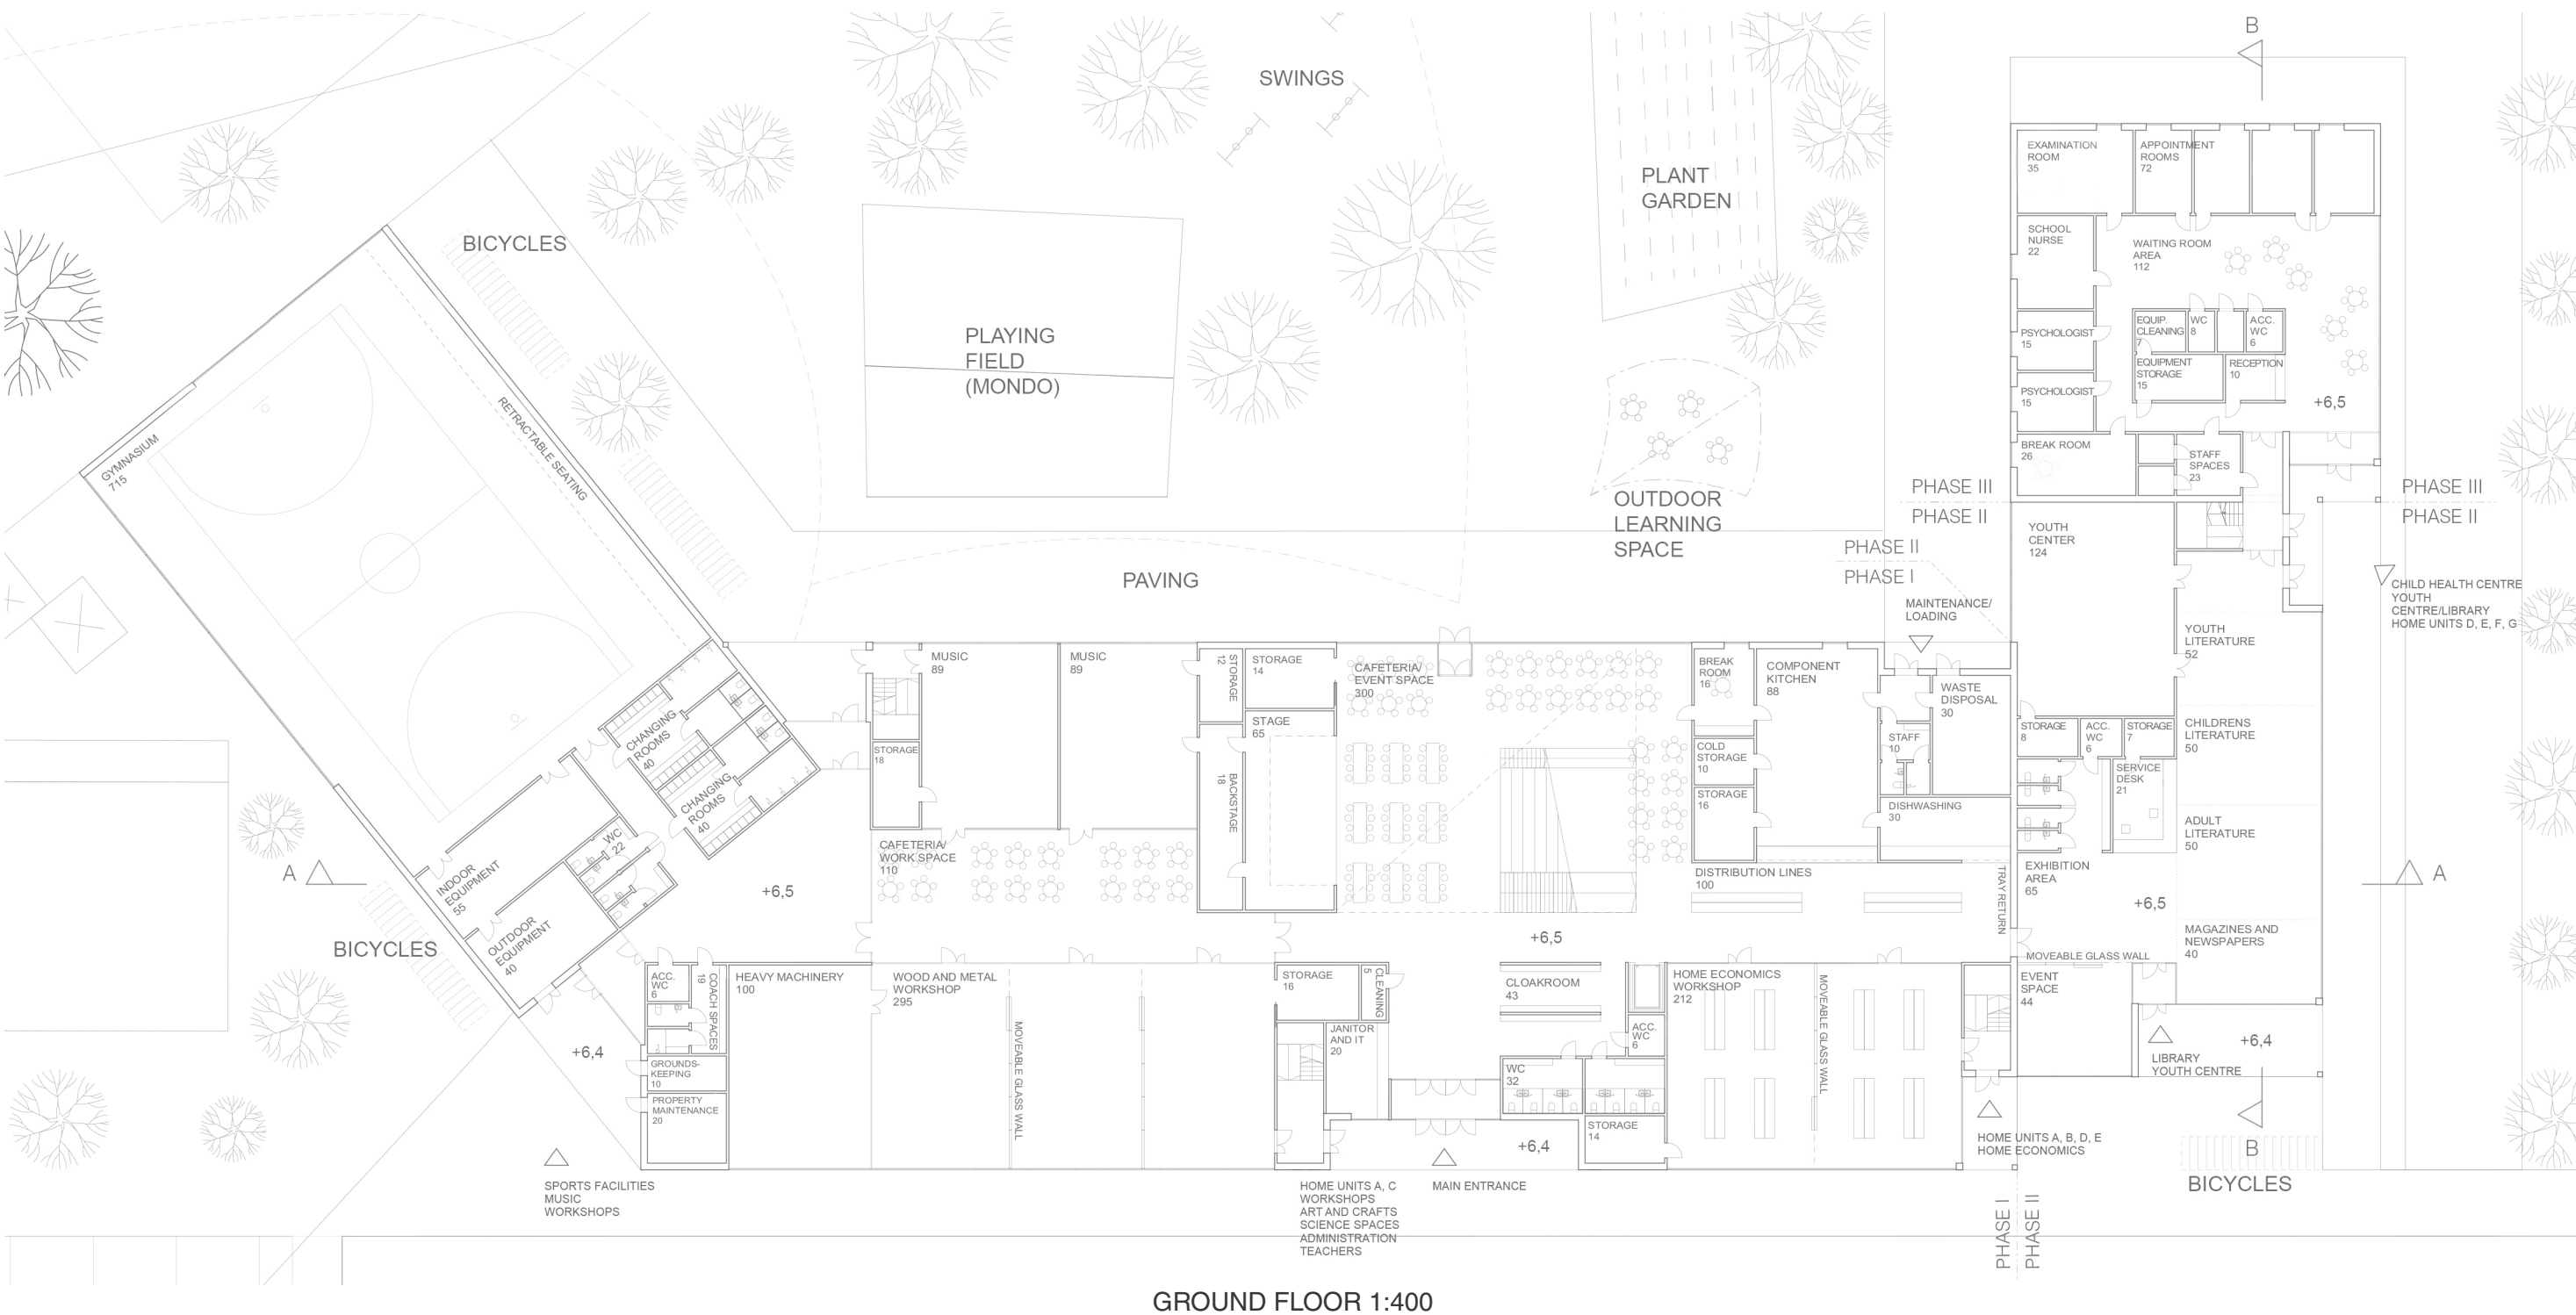 B
SWINGS
PLANT
GARDEN
BICYCLES
PLAYING
FIELD
(MONDO)
RETRACTABLE SEATING
GYMNASIUM
715
OUTDOOR
LEARNING
SPACE
PAVING
EXAMINATION
ROOM
35
APPOINTMENT
ROOMS
72
SCHOOL
NURSE
22
WAITING ROOM
AREA
112
PSYCHOLOGIST
15
EQUIP.
CLEANING
7
WC
8
ACC.
WC
6
EQUIPMENT
STORAGE
15
RECEPTION
10
PSYCHOLOGIST
15
+6,5
BREAK ROOM
26
STAFF
SPACES
23
PHASE III
PHASE II
PHASE III
PHASE II
PHASE II
PHASE I
YOUTH
CENTER
124
MAINTENANCE/
LOADING
CHILD HEALTH CENTRE
YOUTH
CENTRE/LIBRARY
HOME UNITS D, E, F, G
YOUTH
LITERATURE
52
CHANGING
ROOMS
40
CHANGING
ROOMS
40
WC
22
INDOOR
EQUIPMENT
55
OUTDOOR
EQUIPMENT
40
STORAGE
18
MUSIC
89
MUSIC
89
STORAGE
12
STORAGE
14
STAGE
65
BACKSTAGE
18
CAFETERIA/
EVENT SPACE
300
BREAK
ROOM
16
COMPONENT
KITCHEN
88
WASTE
DISPOSAL
30
STAFF
10
COLD
STORAGE
10
STORAGE
16
DISHWASHING
30
STORAGE
8
ACC.
WC
6
STORAGE
7
CHILDRENS
LITERATURE
50
SERVICE
DESK
21
ADULT
LITERATURE
50
CAFETERIA/
WORK SPACE
110
DISTRIBUTION LINES
100
TRAY RETURN
EXHIBITION
AREA
65
A
A
+6,5
+6,5
+6,5
BICYCLES
MAGAZINES AND
NEWSPAPERS
40
MOVEABLE GLASS WALL
ACC.
WC
6
COACH SPACES
19
HEAVY MACHINERY
100
WOOD AND METAL
WORKSHOP
295
MOVEABLE GLASS WALL
STORAGE
16
CLEANING
5
CLOAKROOM
43
HOME ECONOMICS
WORKSHOP
212
MOVEABLE GLASS WALL
EVENT
SPACE
44
+6,4
GROUNDS-
KEEPING
10
PROPERTY
MAINTENANCE
20
JANITOR
AND IT
20
ACC.
WC
6
WC
32
STORAGE
14
+6,4
+6,4
LIBRARY
YOUTH CENTRE
HOME UNITS A, B, D, E
HOME ECONOMICS
B
BICYCLES
SPORTS FACILITIES
MUSIC
WORKSHOPS
HOME UNITS A, C
WORKSHOPS
ART AND CRAFTS
SCIENCE SPACES
ADMINISTRATION
TEACHERS
MAIN ENTRANCE
PHASE I
PHASE II
GROUND FLOOR 1:400